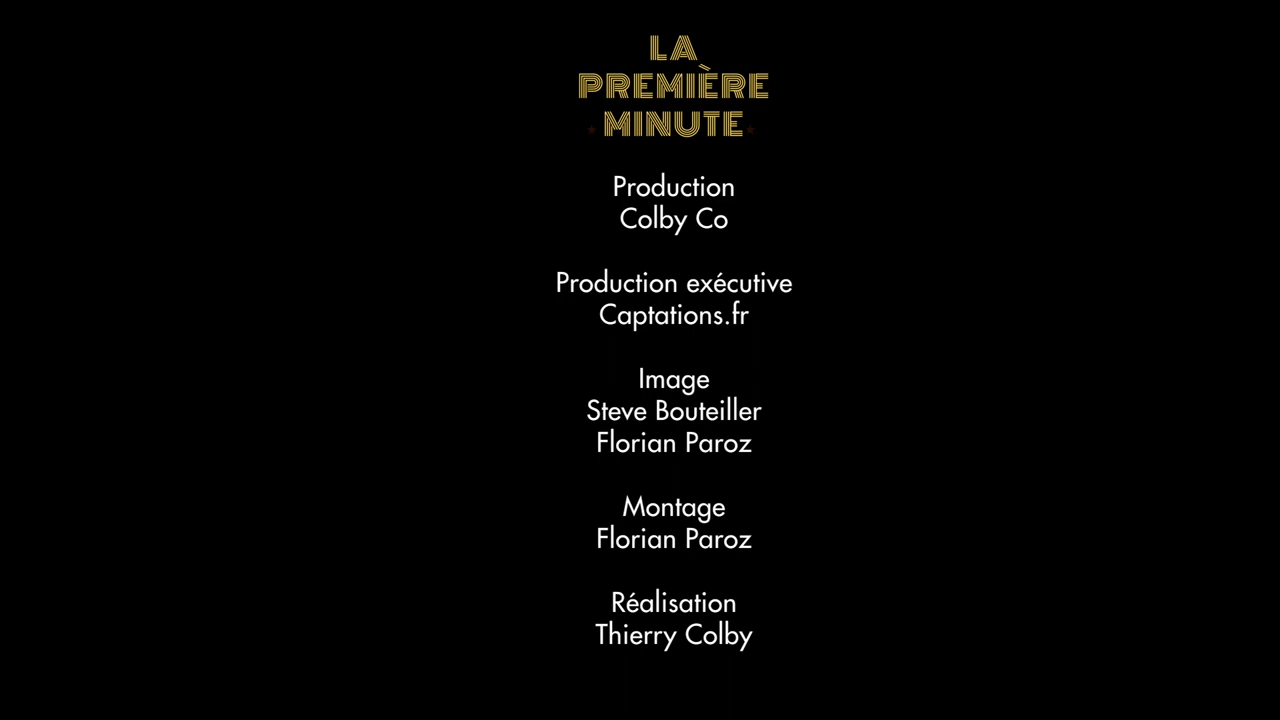 LA
PREMIÈRE
MINUTE
Production
Colby Co
Production exécutive
Captations.fr
Image
Steve Bouteiller
Florian Paroz
Montage
Florian Paroz
Réalisation
Thierry Colby